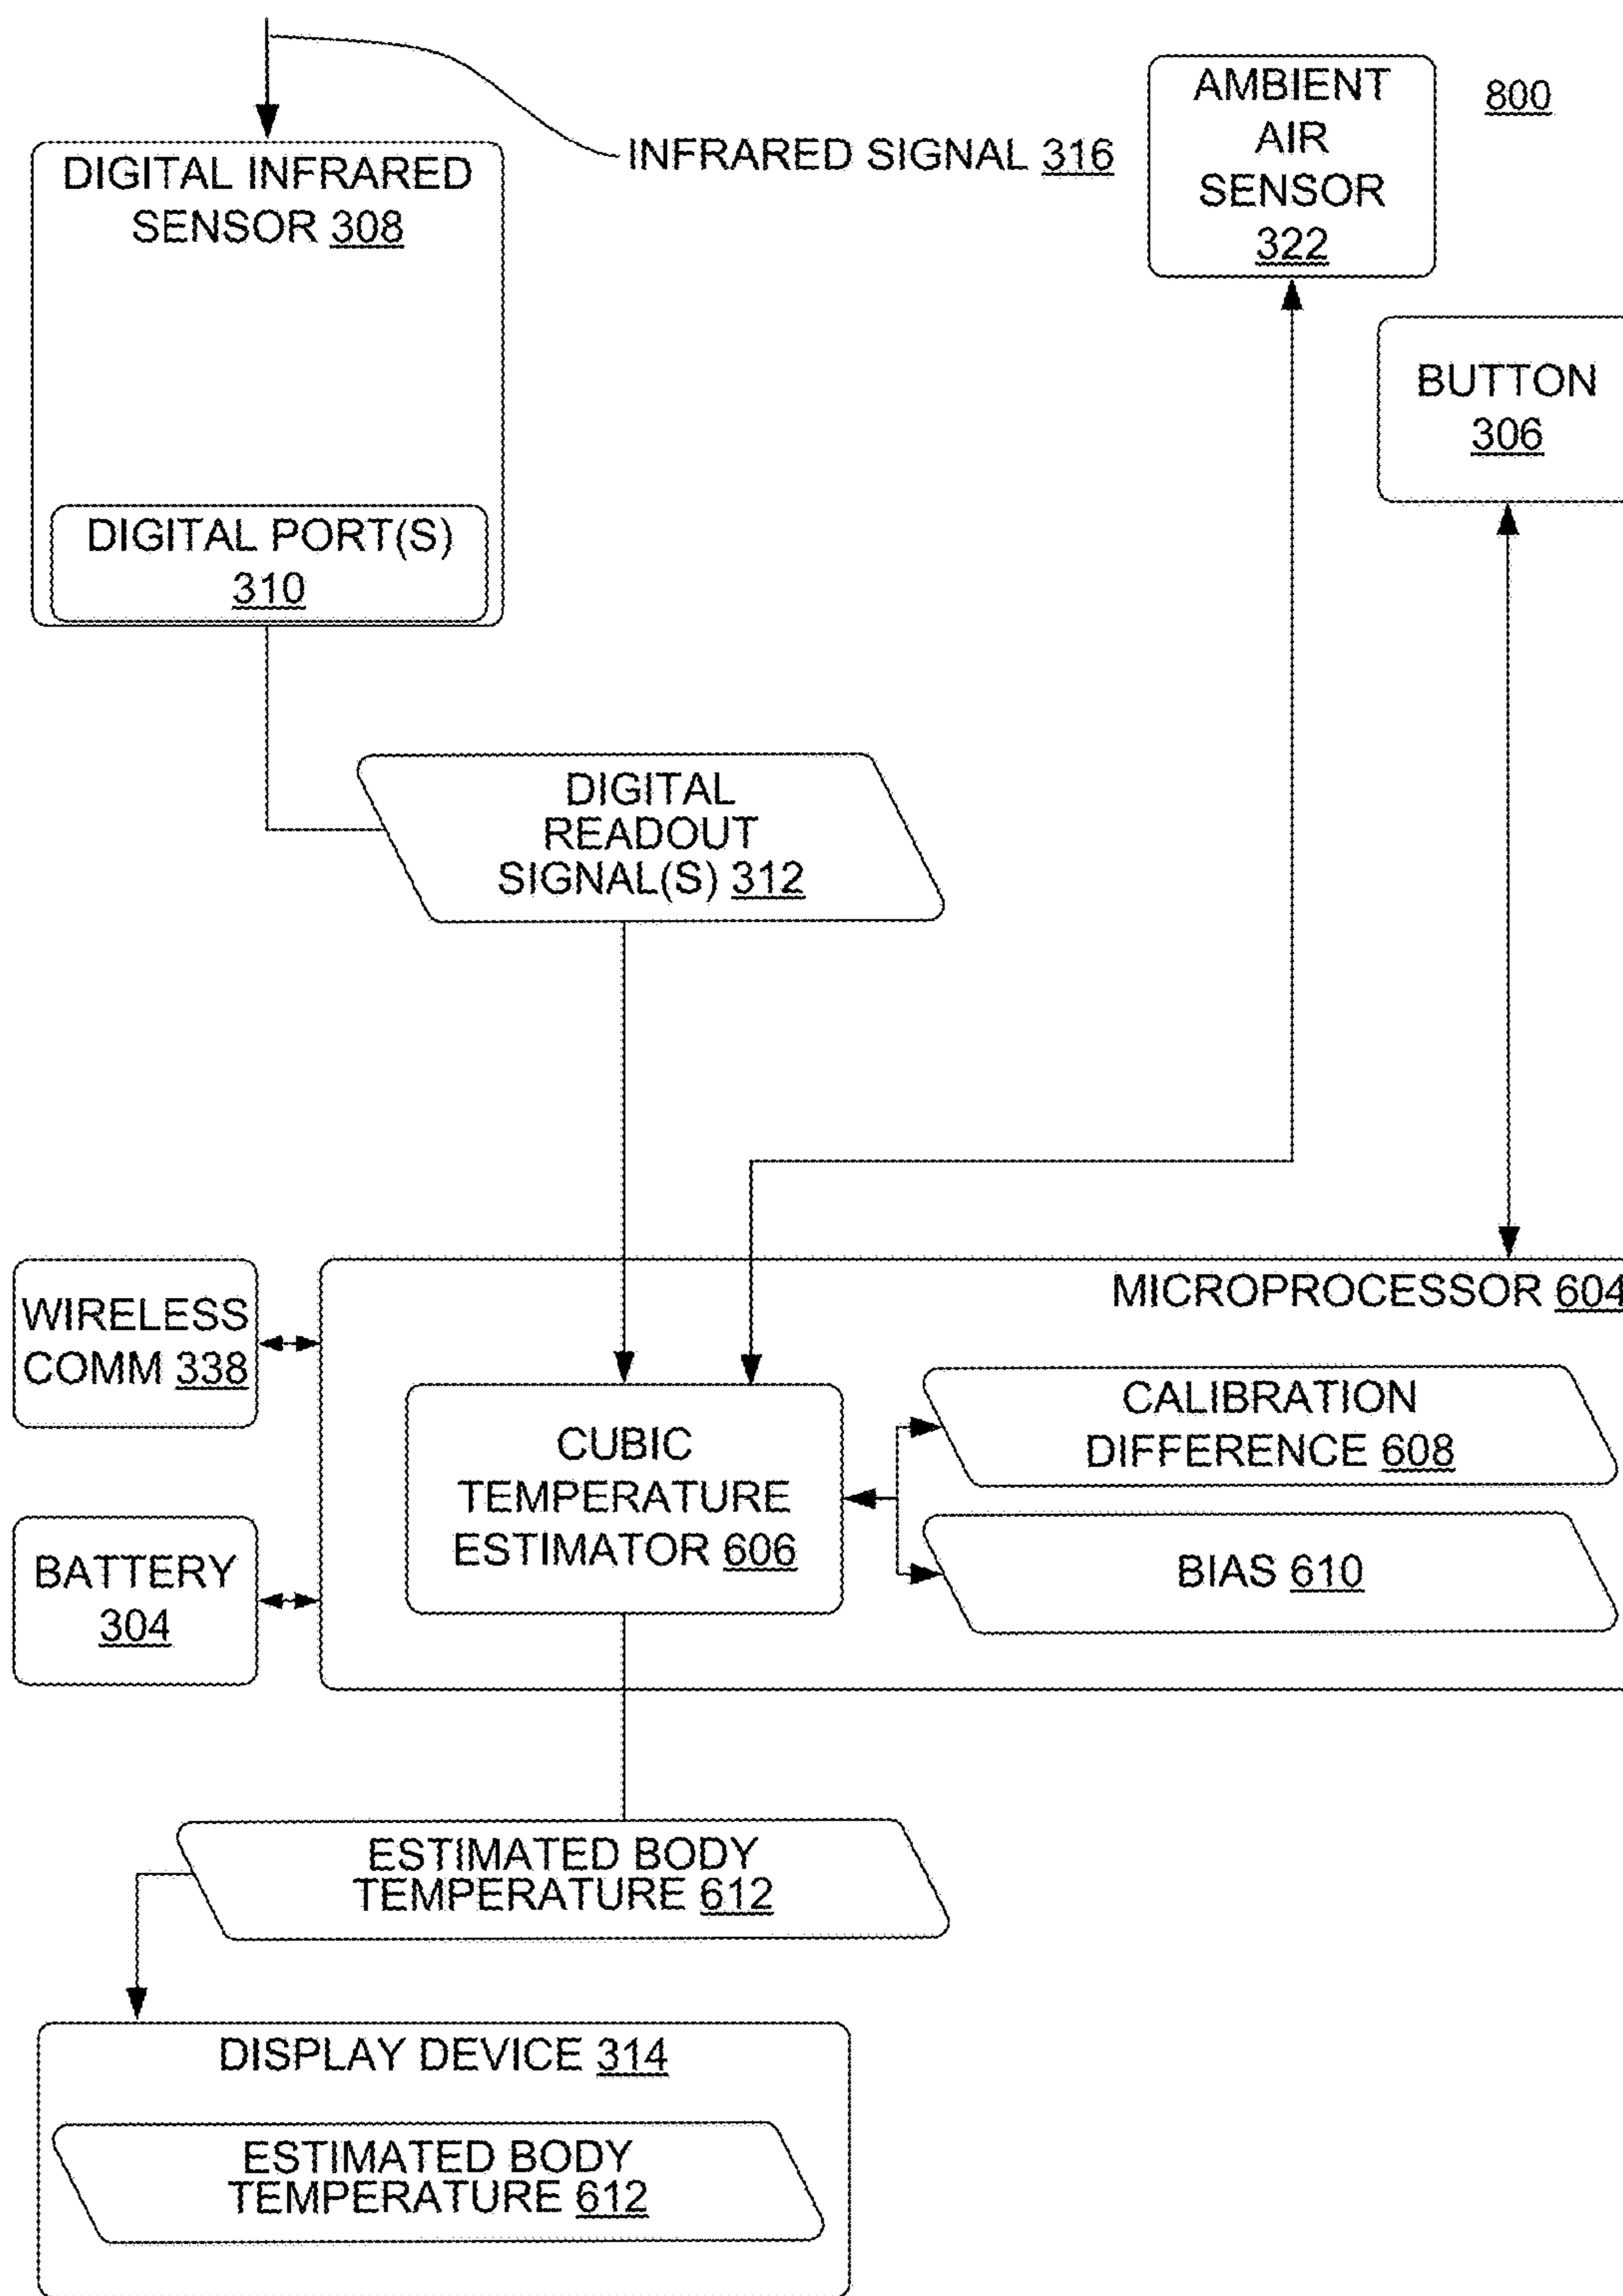 INFRARED SIGNAL 316
AMBIENT
AIR
SENSOR
322
800
DIGITAL INFRARED
SENSOR 308
BUTTON
306
DIGITAL PORT(S)
310
DIGITAL
READOUT
SIGNAL(S) 312
MICROPROCESSOR 604
WIRELESS
COMM 338
CUBIC
TEMPERATURE
ESTIMATOR 606
CALIBRATION
DIFFERENCE 608
BIAS 610
BATTERY
304
ESTIMATED BODY
TEMPERATURE 612
DISPLAY DEVICE 314
ESTIMATED BODY
TEMPERATURE 612